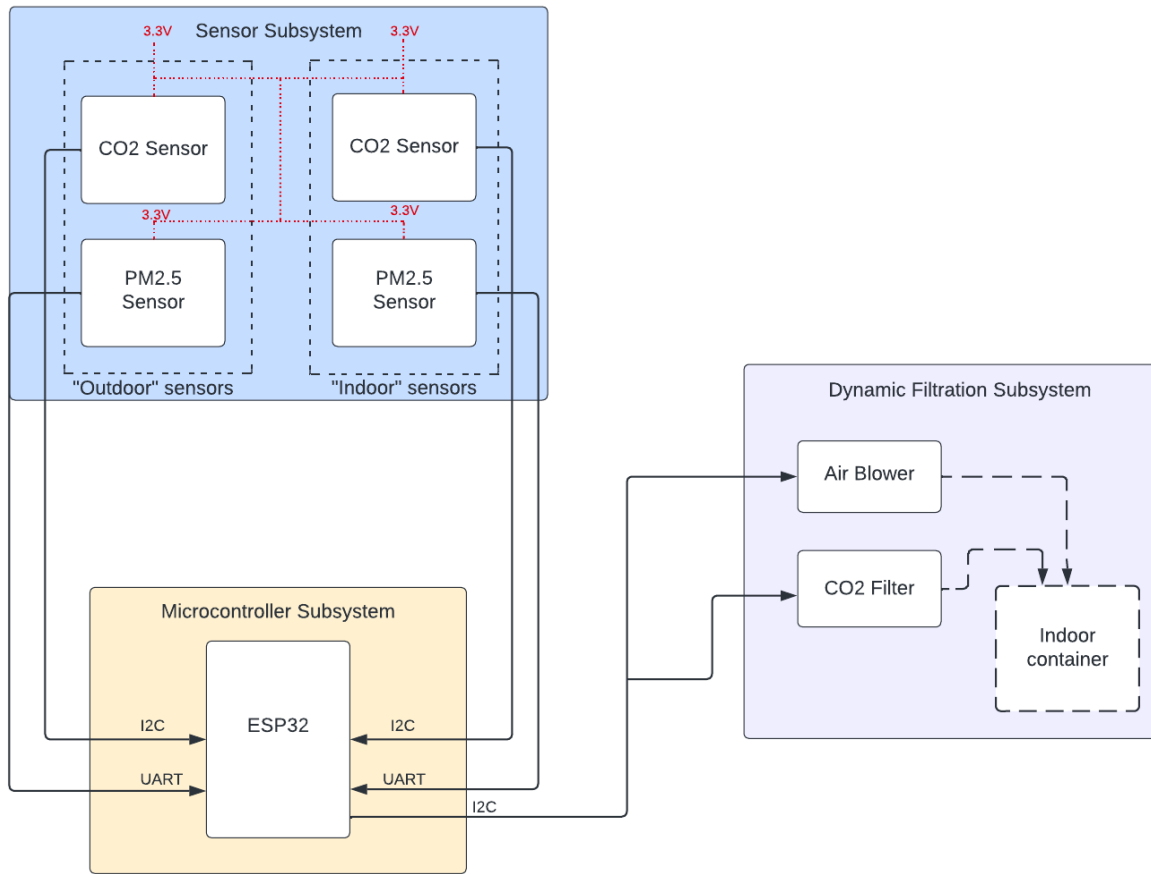 Sensor Subsystem
3.3V
3.3V
CO2 Sensor
CO2 Sensor
3.3V
3.3V
PM2.5
Sensor
PM2.5
Sensor
"Outdoor" sensors
"Indoor" sensors
Dynamic Filtration Subsystem
Air Blower
CO2 Filter
Indoor
container
Microcontroller Subsystem
ESP32
I2C
I2C
UART
UART
I2C